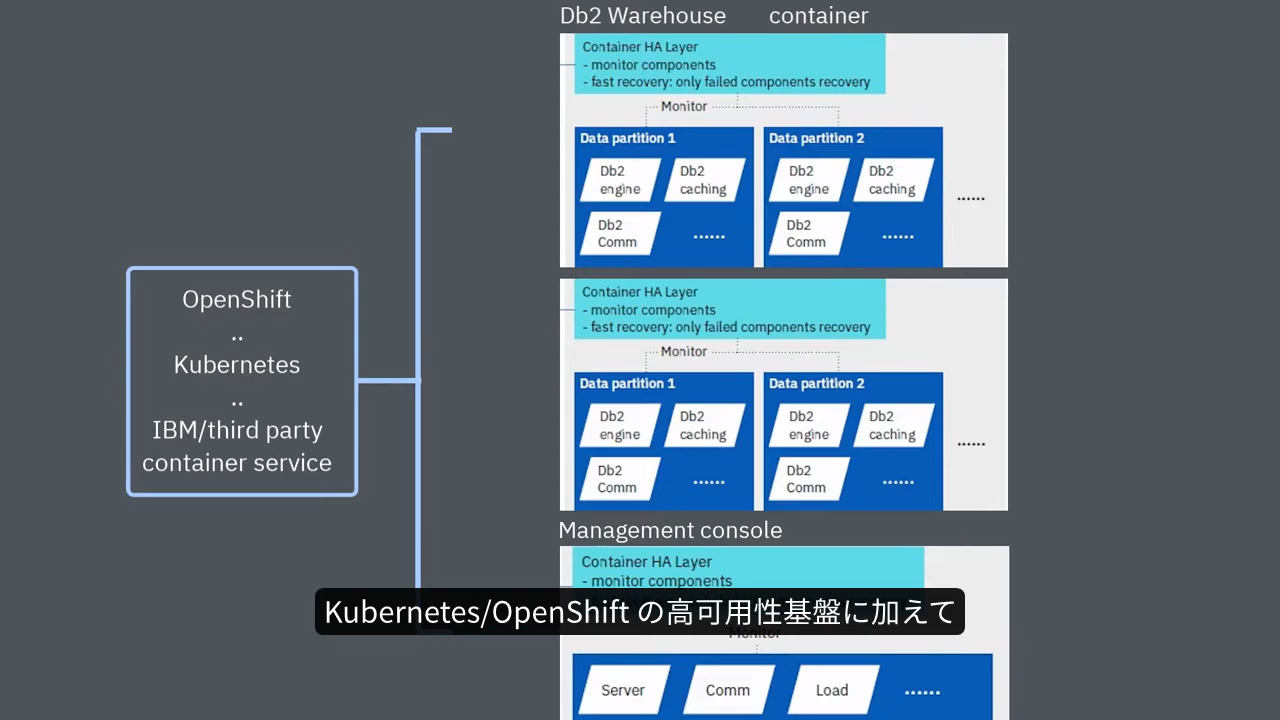 Db2 Warehouse container
Container HA Layer
- monitor components
- fast recovery: only failed components recovery
Monitor
Data partition 1
Db2
engine
Db2
caching
Db2
Comm
......
Data partition 2
Db2
engine
Db2
caching
Db2
Comm
......
......
OpenShift
..
Kubernetes
..
IBM/third party
container service
Container HA Layer
- monitor components
- fast recovery: only failed components recovery
Monitor
Data partition 1
Db2
engine
Db2
caching
Db2
Comm
......
Data partition 2
Db2
engine
Db2
caching
Db2
Comm
......
......
Management console
Container HA Layer
- monitor components
Kubernetes/OpenShift の高可用性基盤に加えて
Monitor
Server
Comm
Load
......